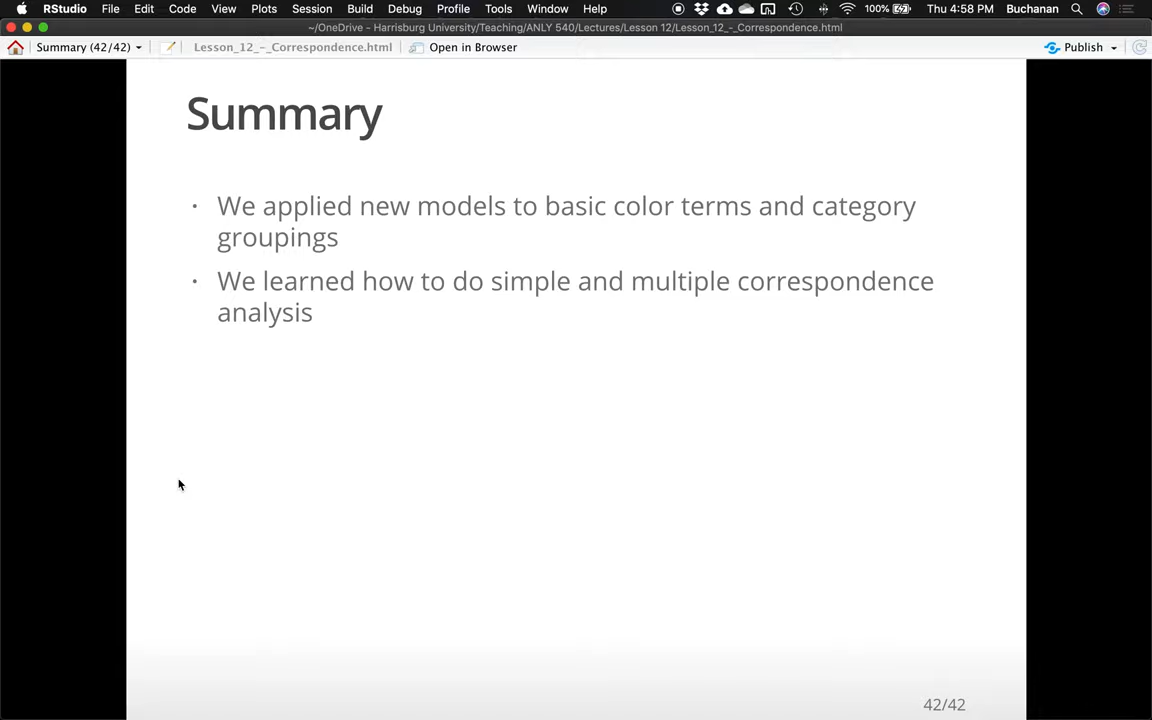 RStudio File Edit Code View Plots Session Build Debug Profile Tools Window Help 100% Thu 4:58 PM Buchanan
~/OneDrive - Harrisburg University/Teaching/ANLY 540/Lectures/Lesson 12/Lesson_12_-_Correspondence.html
Summary (42/42) Lesson_12_-_Correspondence.html Open in Browser Publish
Summary
• We applied new models to basic color terms and category
groupings
• We learned how to do simple and multiple correspondence
analysis
42/42